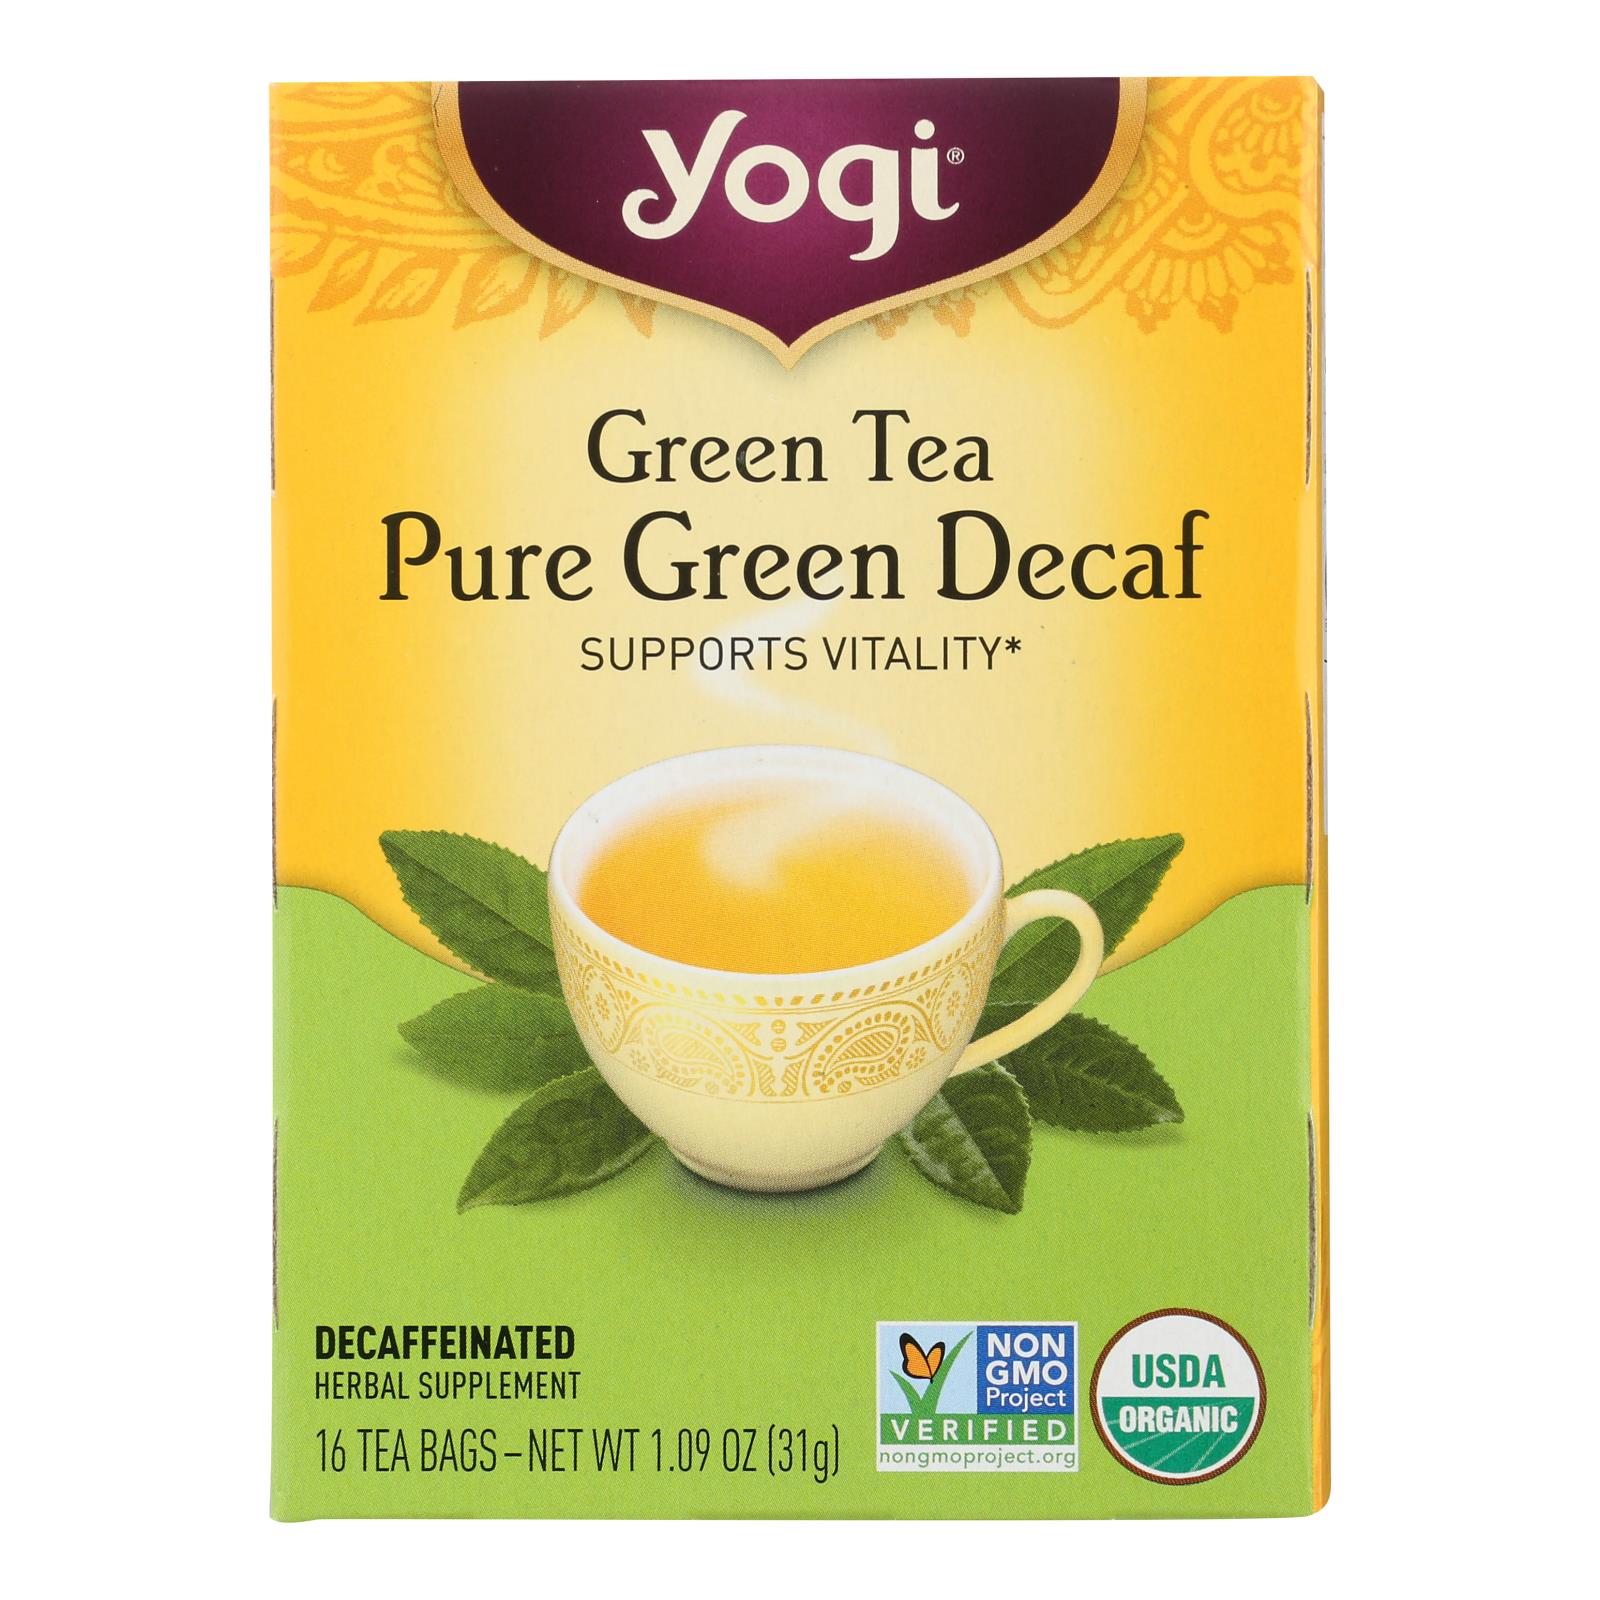 yogi®
Green Tea
Pure Green Decaf
SUPPORTS VITALITY*
DECAFFEINATED
HERBAL SUPPLEMENT
16 TEA BAGS – NET WT 1.09 OZ (31g)
NON
GMO
Project
VERIFIED
nongmoproject.org
USDA
ORGANIC